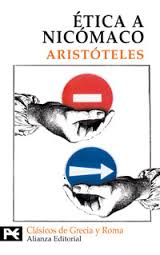 ÉTICA A
NICÓMACO
ARISTÓTELES
Clásicos de Grecia y Roma
Alianza Editorial